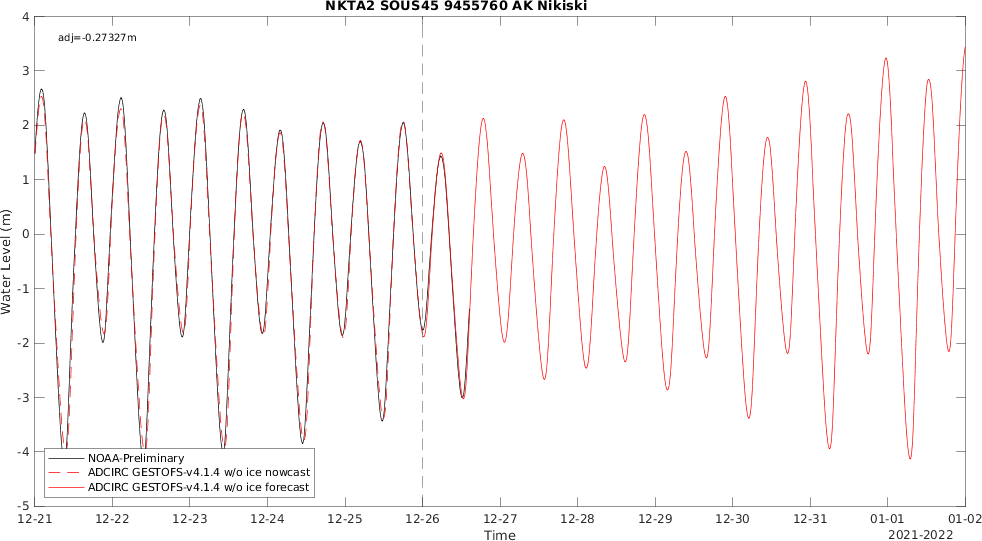 NKTA2 SOUS45 9455760 AK Nikiski
adj=-0.27327m
4
3
2
1
0
-1
-2
-3
-4
-5
Water Level (m)
NOAA-Preliminary
ADCIRC GESTOFS-v4.1.4 w/o ice nowcast
ADCIRC GESTOFS-v4.1.4 w/o ice forecast
12-21 12-22 12-23 12-24 12-25 12-26 12-27 12-28 12-29 12-30 12-31 01-01 01-02
Time
2021-2022